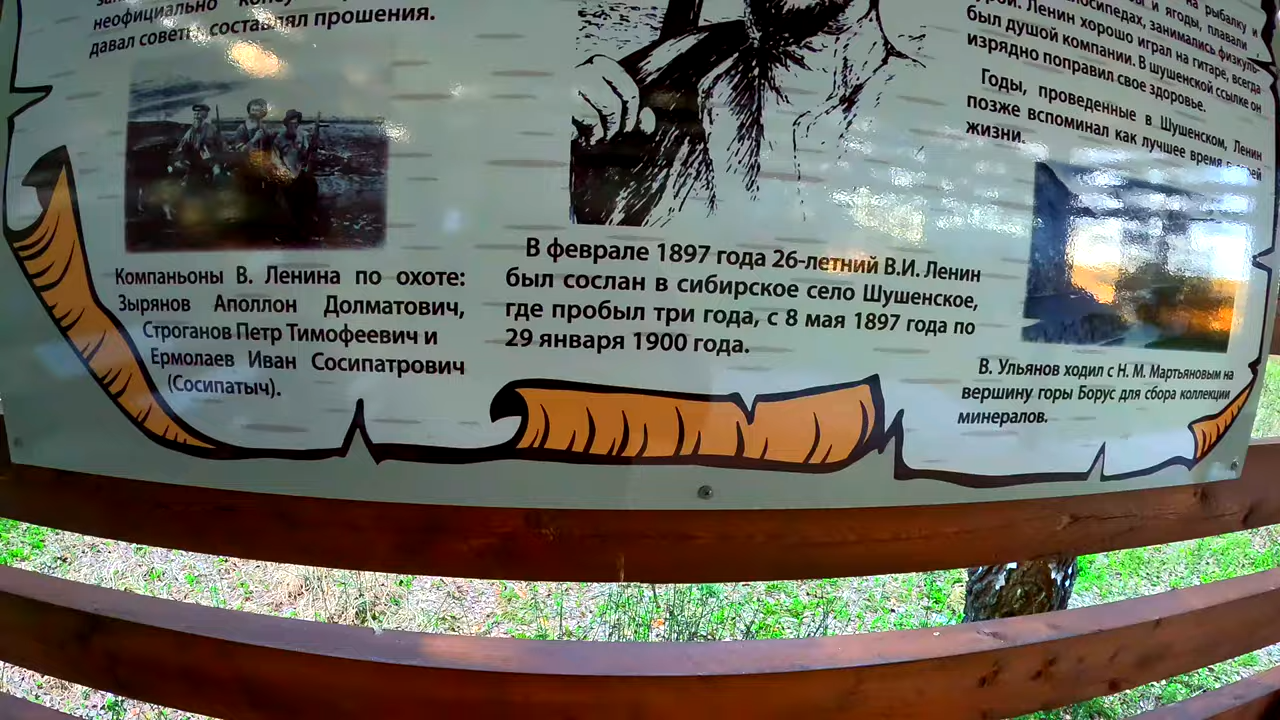 неофициально
давал советы, составлял прошения.
Компаньоны В. Ленина по охоте:
Зырянов Аполлон Долматович,
Строганов Петр Тимофеевич и
Ермолаев Иван Сосипатрович
(Сосипатыч).
В феврале 1897 года 26-летний В.И. Ленин
был сослан в сибирское село Шушенское,
где пробыл три года, с 8 мая 1897 года по
29 января 1900 года.
на рыбалку и
и ягоды, плавали
занимались физкуль-
Ленин хорошо играл на гитаре, всегда
был душой компании. В шушенской ссылке он
изрядно поправил свое здоровье.
Годы, проведенные в Шушенском, Ленин
позже вспоминал как лучшее время в своей
жизни.
В. Ульянов ходил с Н. М. Мартьяновым на
вершину горы Борус для сбора коллекции
минералов.